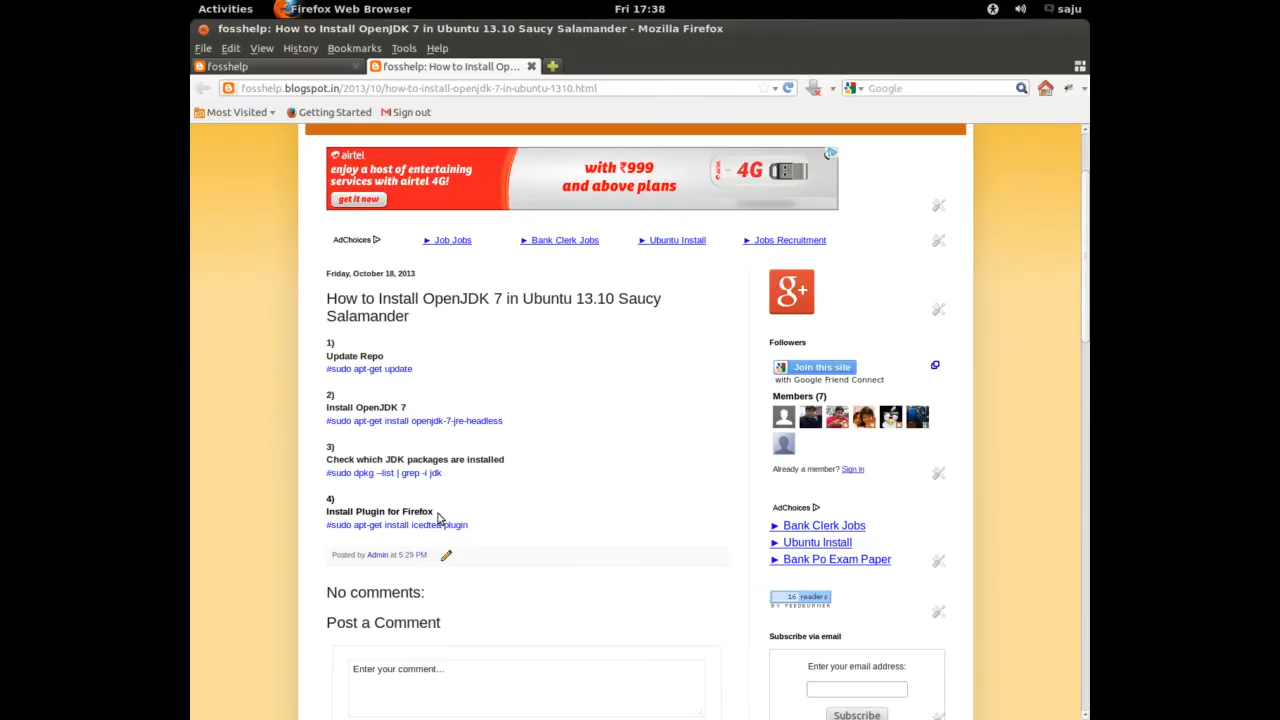 Activities Firefox Web Browser Fri 17:38 saju
fosshelp: How to Install OpenJDK 7 in Ubuntu 13.10 Saucy Salamander - Mozilla Firefox
File Edit View History Bookmarks Tools Help
fosshelp fosshelp: How to Install Op...
fosshelp.blogspot.in/2013/10/how-to-install-openjdk-7-in-ubuntu-1310.html Google
Most Visited Getting Started Sign out
airtel
enjoy a host of entertaining
services with airtel 4G!
get it now
with ₹999
and above plans
4G
AdChoices ► Job Jobs ► Bank Clerk Jobs ► Ubuntu Install ► Jobs Recruitment
Friday, October 18, 2013
How to Install OpenJDK 7 in Ubuntu 13.10 Saucy
Salamander
1)
Update Repo
#sudo apt-get update
2)
Install OpenJDK 7
#sudo apt-get install openjdk-7-jre-headless
3)
Check which JDK packages are installed
#sudo dpkg --list | grep -i jdk
4)
Install Plugin for Firefox
#sudo apt-get install icedtea-plugin
Posted by Admin at 5:29 PM
No comments:
Post a Comment
Enter your comment...
g+
Followers
Join this site
with Google Friend Connect
Members (7)
Already a member? Sign in
AdChoices
► Bank Clerk Jobs
► Ubuntu Install
► Bank Po Exam Paper
16 readers
BY FEEDBURNER
Subscribe via email
Enter your email address:
Subscribe